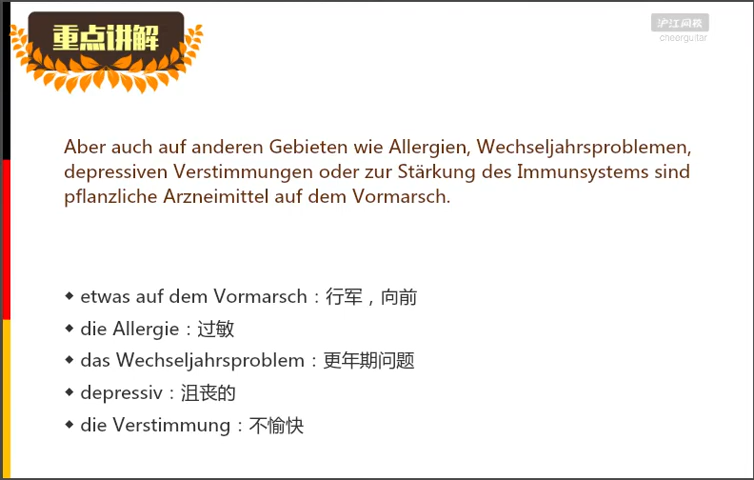 重点讲解
沪江网校
cheerguitar
Aber auch auf anderen Gebieten wie Allergien, Wechseljahrsproblemen,
depressiven Verstimmungen oder zur Stärkung des Immunsystems sind
pflanzliche Arzneimittel auf dem Vormarsch.
◆ etwas auf dem Vormarsch：行军，向前
◆ die Allergie：过敏
◆ das Wechseljahrsproblem：更年期问题
◆ depressiv：沮丧的
◆ die Verstimmung：不愉快